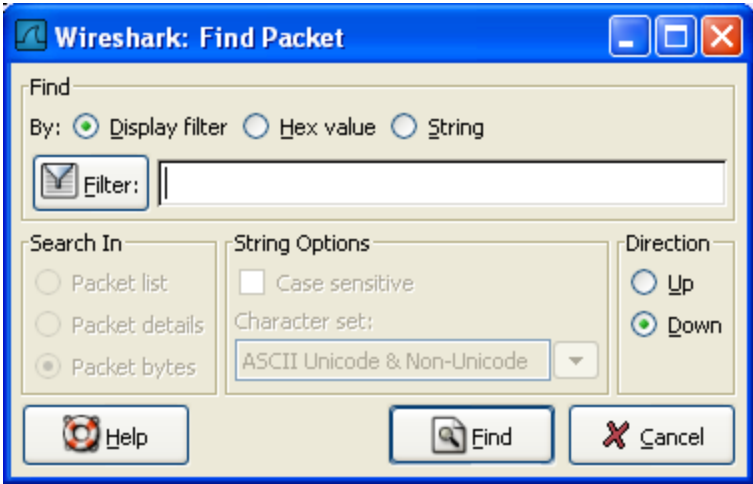 Wireshark: Find Packet
Find
By: Display filter Hex value String
Filter:
Search In String Options Direction
Packet list Case sensitive Up
Packet details Character set: Down
Packet bytes ASCII Unicode & Non-Unicode
Help Find Cancel